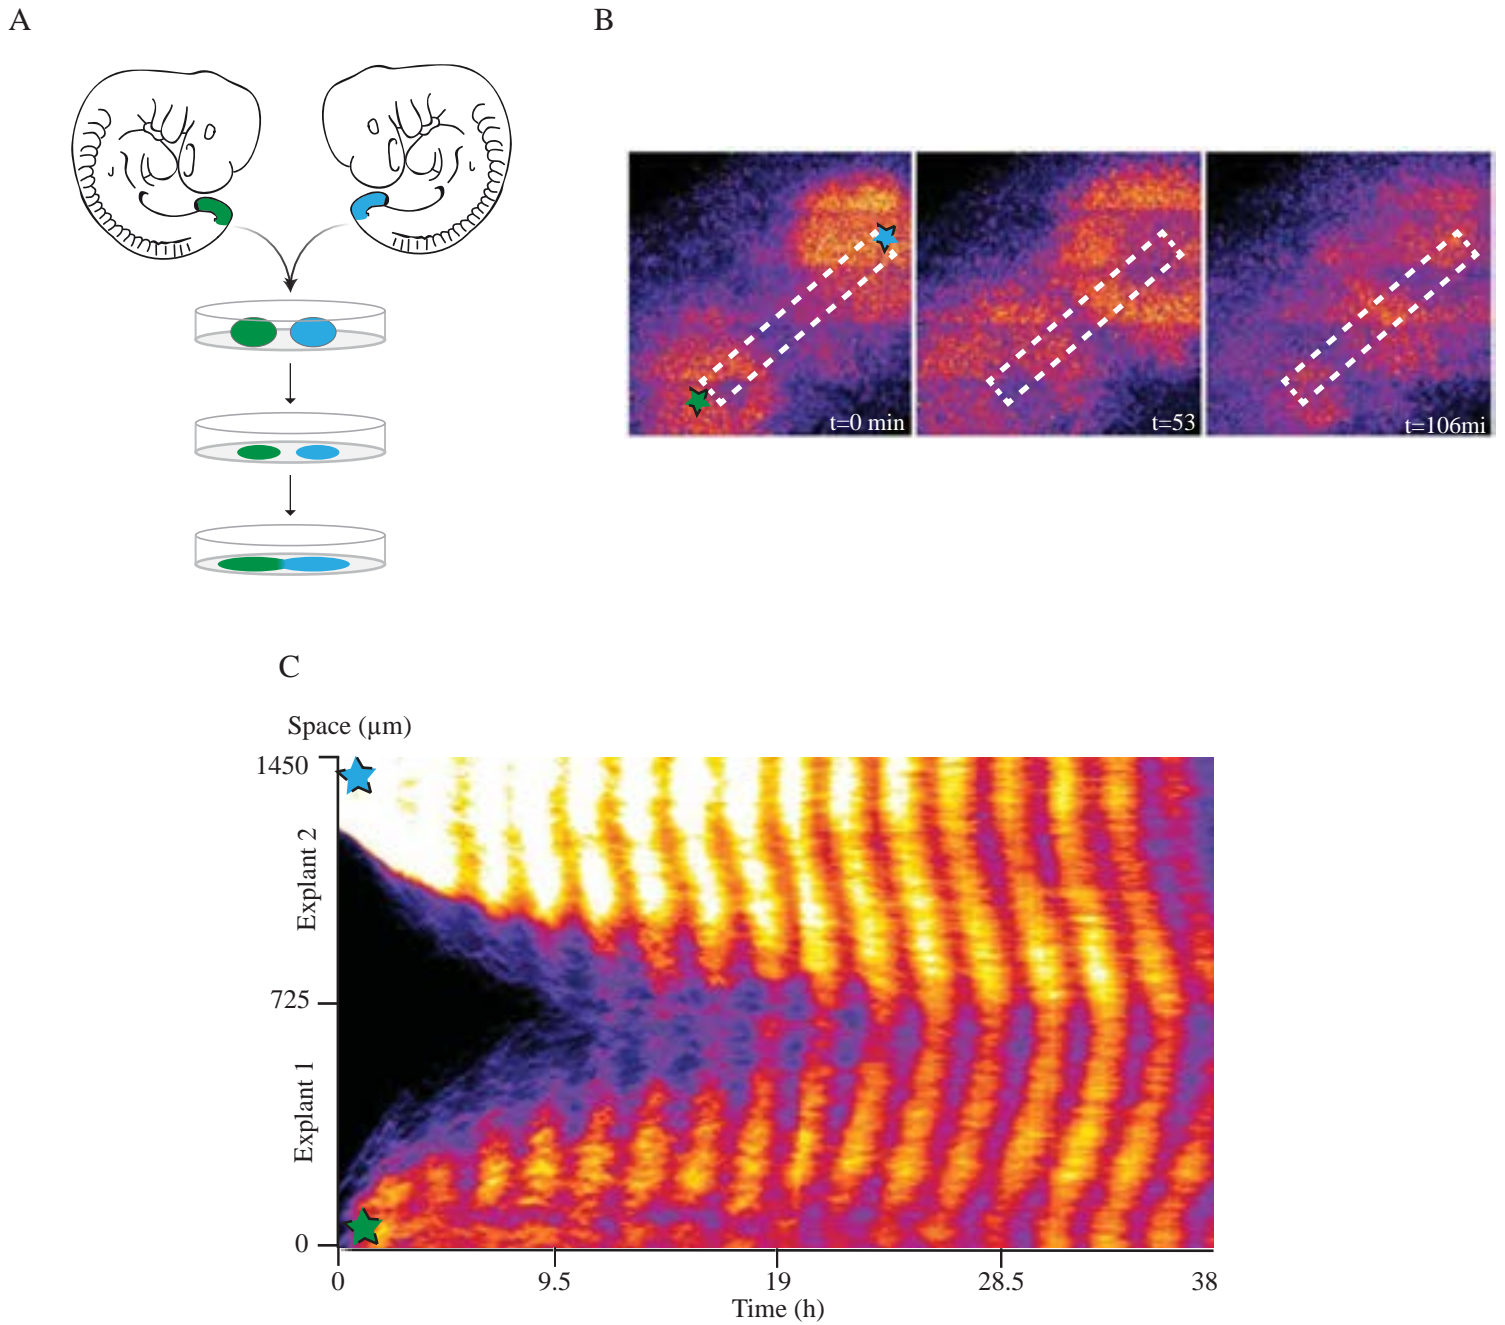 A
B
t=0 min
t=53
t=106mi
C
Space (µm)
1450
Explant 2
725
Explant 1
0
0
9.5
19
28.5
38
Time (h)